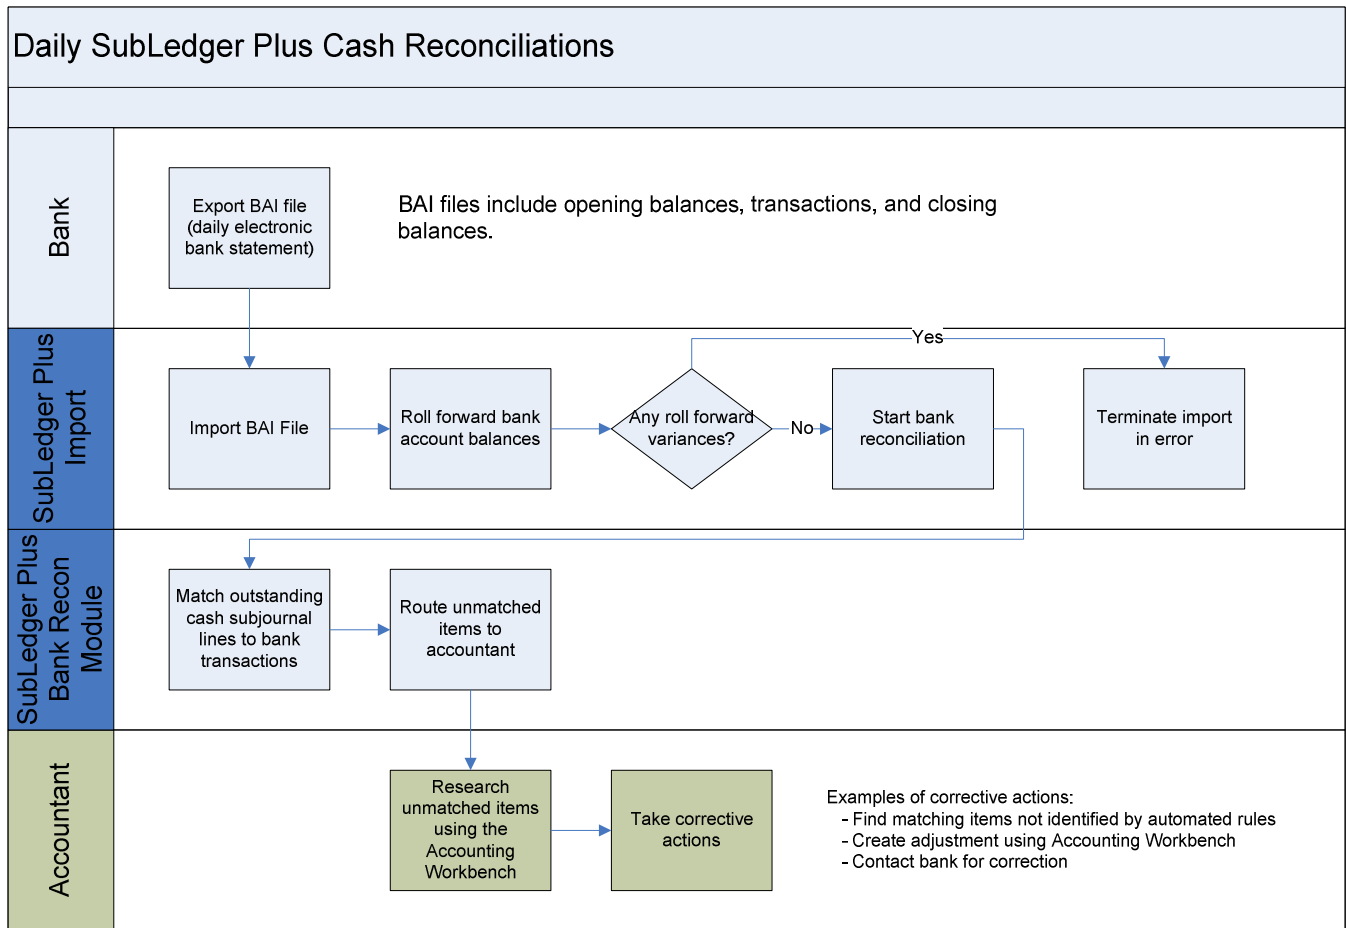 Daily SubLedger Plus Cash Reconciliations
Bank
Export BAI file
(daily electronic
bank statement)
BAI files include opening balances, transactions, and closing
balances.
SubLedger Plus
Import
Import BAI File
Roll forward bank
account balances
Any roll forward
variances?
Yes
No
Start bank
reconciliation
Terminate import
in error
SubLedger Plus
Bank Recon
Module
Match outstanding
cash subjournal
lines to bank
transactions
Route unmatched
items to
accountant
Accountant
Research
unmatched items
using the
Accounting
Workbench
Take corrective
actions
Examples of corrective actions:
- Find matching items not identified by automated rules
- Create adjustment using Accounting Workbench
- Contact bank for correction